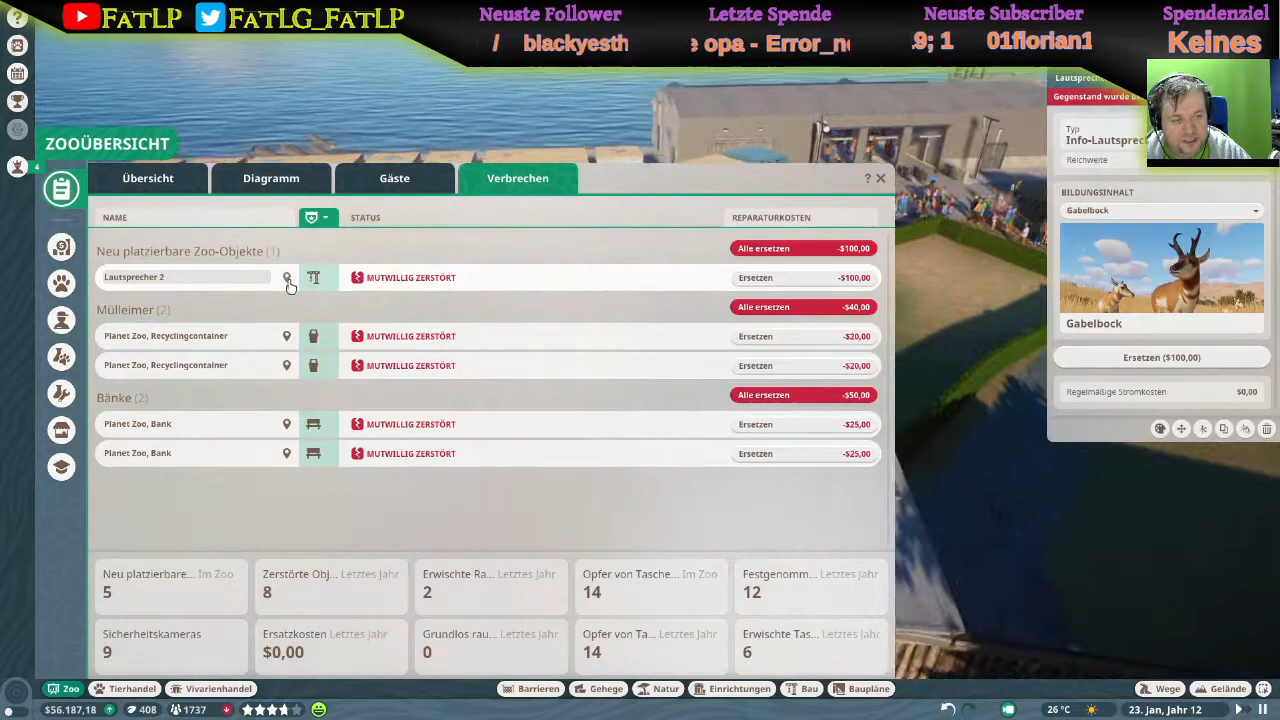 FatLP
FatLG_FatLP
Neuste Follower
Letzte Spende
Neuste Subscriber
Spendenziel
/ blackyesth
opa - Error_n
.9; 1 01florian1
Keines
4
ZOOÜBERSICHT
Übersicht
Diagramm
Gäste
Verbrechen
?
NAME
STATUS
REPARATURKOSTEN
Neu platzierbare Zoo-Objekte (1)
Alle ersetzen -$100,00
Lautsprecher 2
MUTWILLIG ZERSTÖRT
Ersetzen -$100,00
Mülleimer (2)
Alle ersetzen -$40,00
Planet Zoo, Recyclingcontainer
MUTWILLIG ZERSTÖRT
Ersetzen -$20,00
Planet Zoo, Recyclingcontainer
MUTWILLIG ZERSTÖRT
Ersetzen -$20,00
Bänke (2)
Alle ersetzen -$50,00
Planet Zoo, Bank
MUTWILLIG ZERSTÖRT
Ersetzen -$25,00
Planet Zoo, Bank
MUTWILLIG ZERSTÖRT
Ersetzen -$25,00
Neu platzierbare... Im Zoo
5
Zerstörte Obj... Letztes Jahr
8
Erwischte Ra... Letztes Jahr
2
Opfer von Tasche... Im Zoo
14
Festgenomm... Letztes Jahr
12
Sicherheitskameras
9
Ersatzkosten Letztes Jahr
$0,00
Grundlos rau... Letztes Jahr
0
Opfer von Ta... Letztes Jahr
14
Erwischte Tas... Letztes Jahr
6
Lautspreche
Gegenstand wurde
Typ
Info-Lautsprec
Reichweite
BILDUNGSINHALT
Gabelbock
Gabelbock
Ersetzen ($100,00)
Regelmäßige Stromkosten $0,00
Zoo
Tierhandel
Vivarienhandel
Barrieren
Gehege
Natur
Einrichtungen
Bau
Baupläne
Wege
Gelände
$56.187,18
408
1737
26 °C
23. Jan, Jahr 12